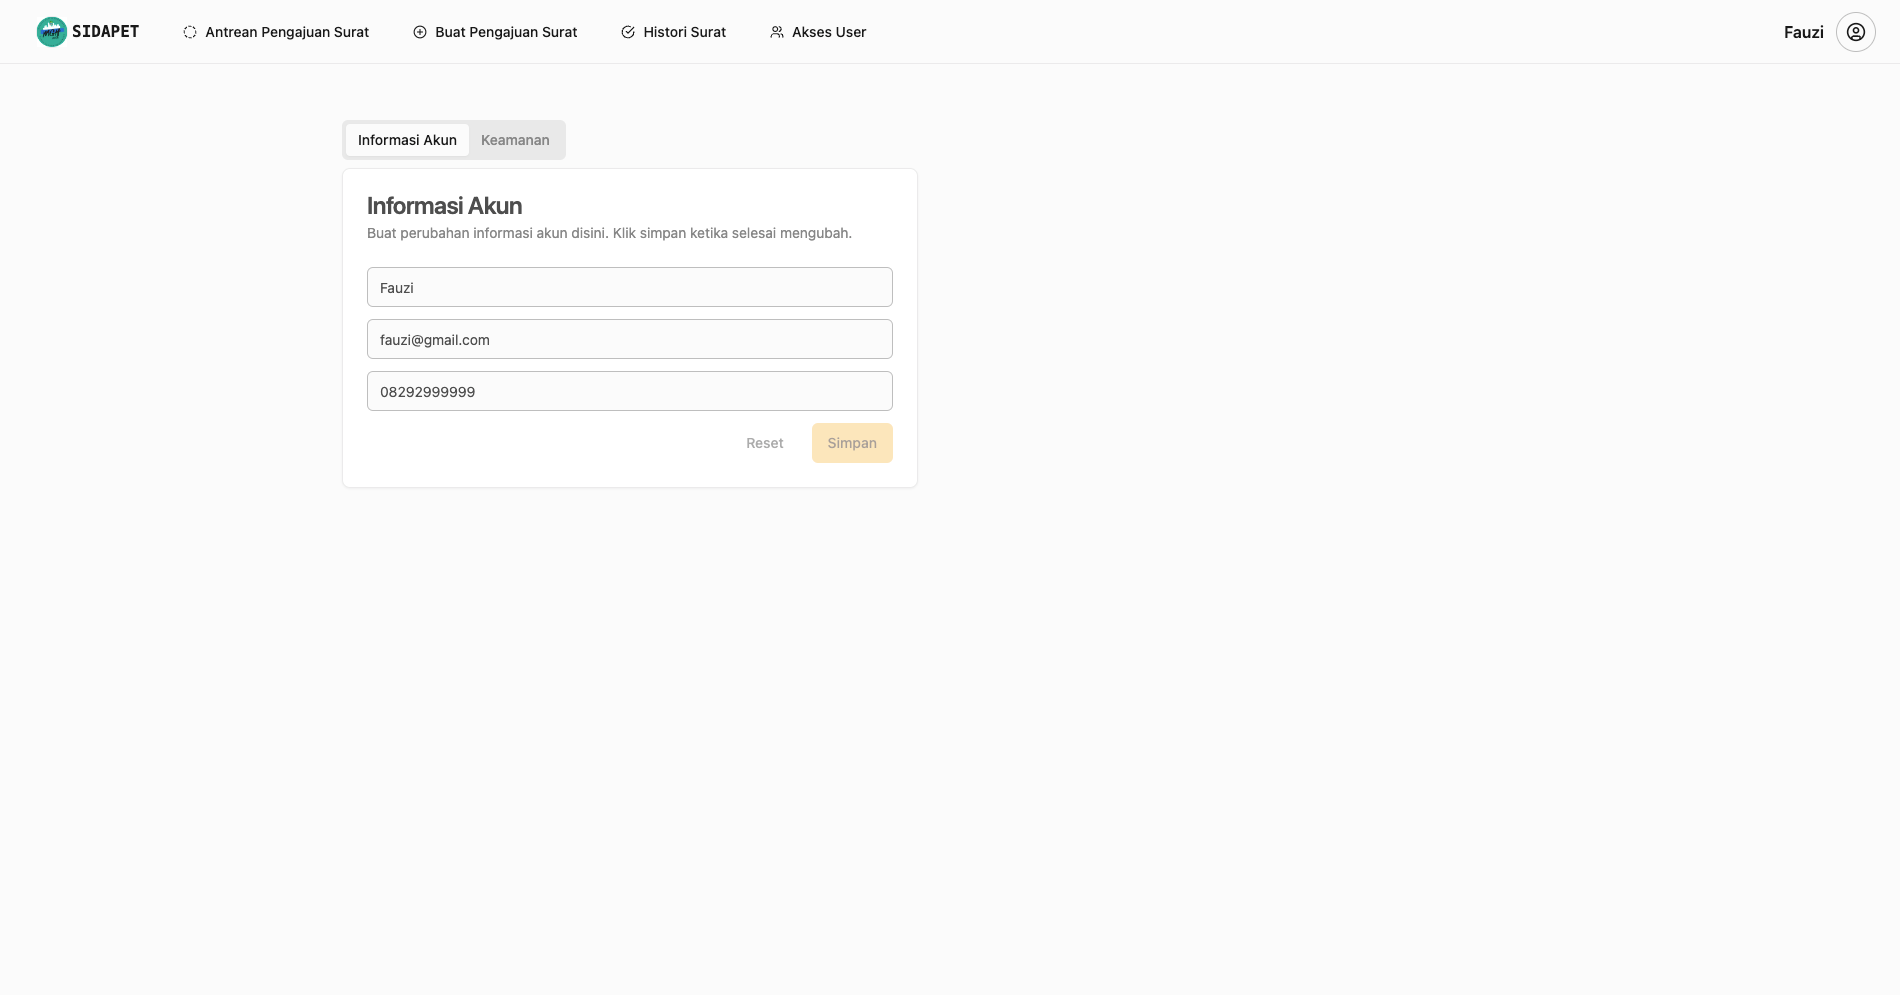 SIDAPET
Antrean Pengajuan Surat
Buat Pengajuan Surat
Histori Surat
Akses User
Fauzi
Informasi Akun
Keamanan
Informasi Akun
Buat perubahan informasi akun disini. Klik simpan ketika selesai mengubah.
Fauzi
fauzi@gmail.com
08292999999
Reset
Simpan